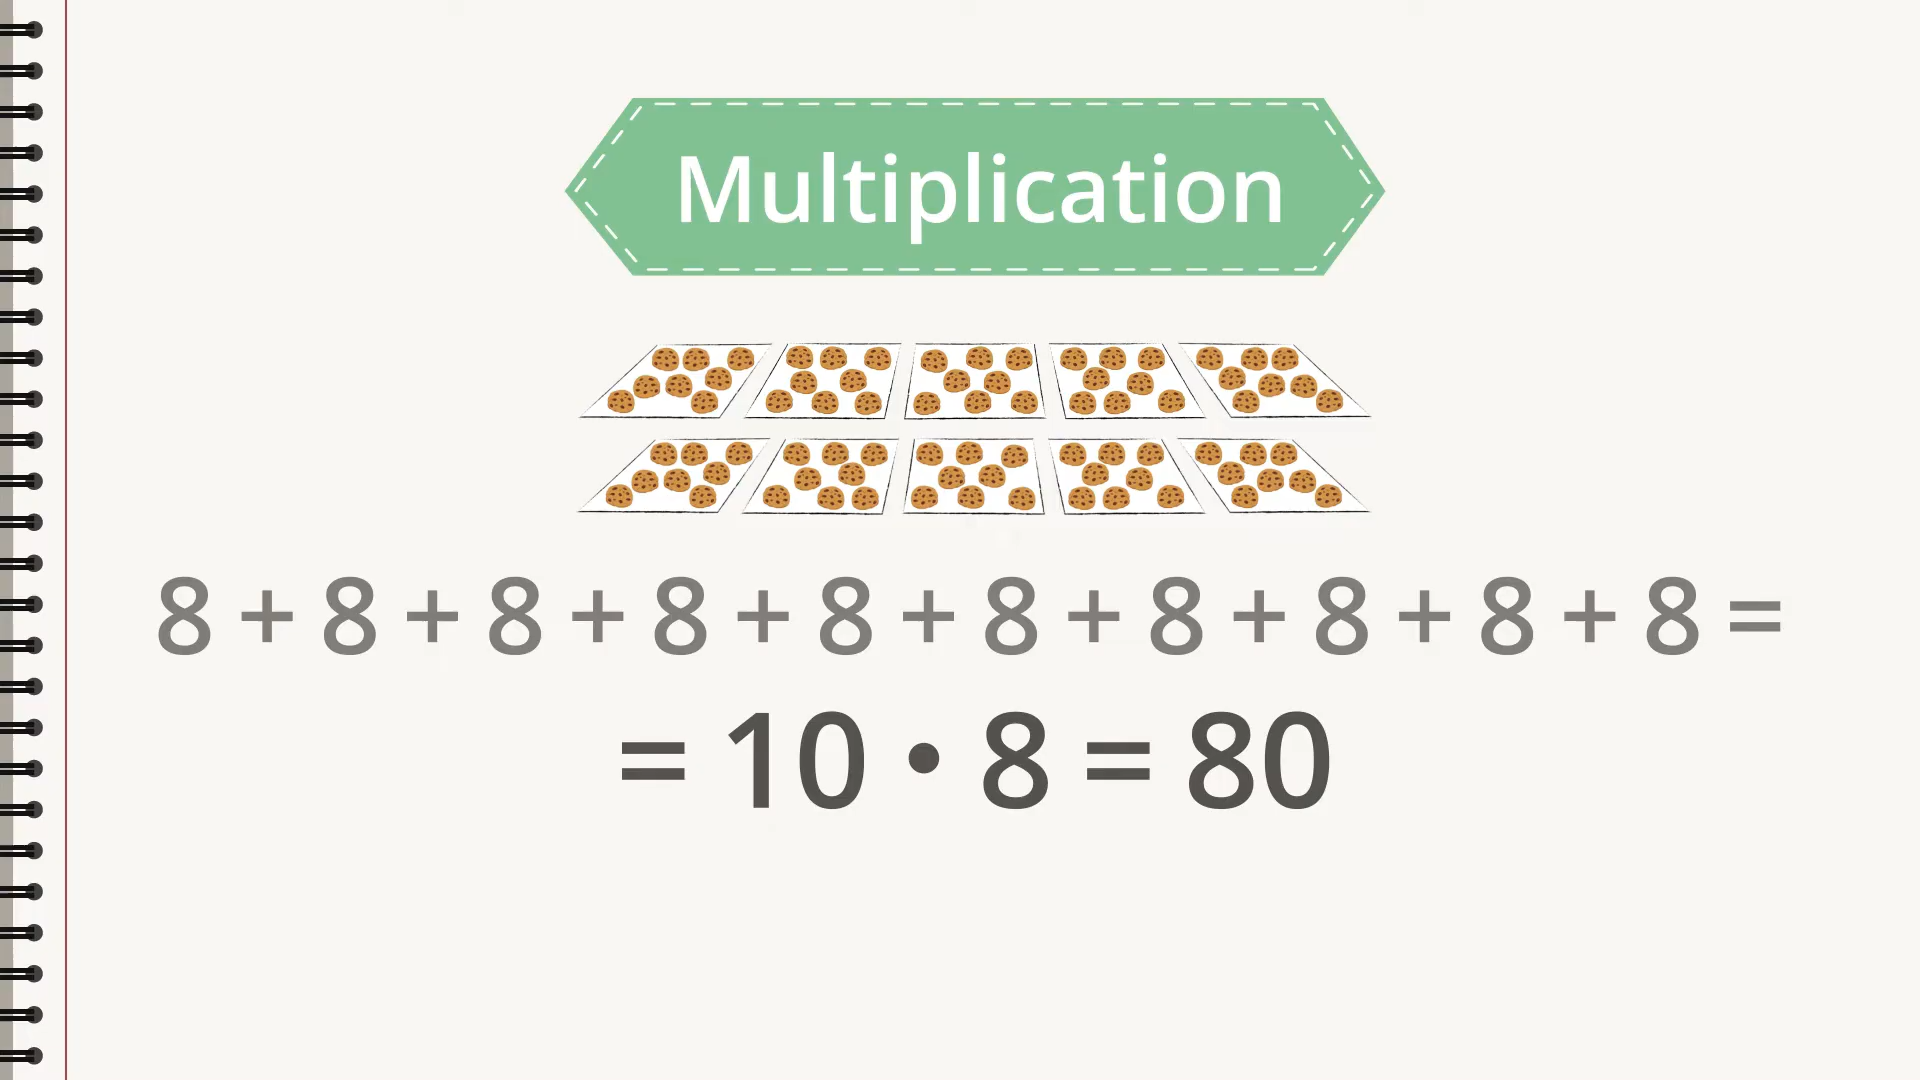 Multiplication
8 + 8 + 8 + 8 + 8 + 8 + 8 + 8 + 8 + 8 =
= 10 • 8 = 80